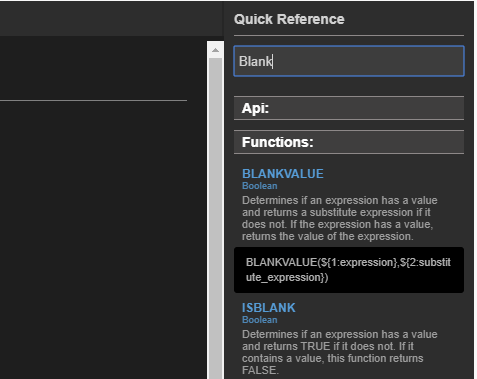 Quick Reference
Blank
Api:
Functions:
BLANKVALUE
Boolean
Determines if an expression has a value
and returns a substitute expression if it
does not. If the expression has a value,
returns the value of the expression.
BLANKVALUE(${1:expression},${2:substit
ute_expression})
ISBLANK
Boolean
Determines if an expression has a value
and returns TRUE if it does not. If it
contains a value, this function returns
FALSE.